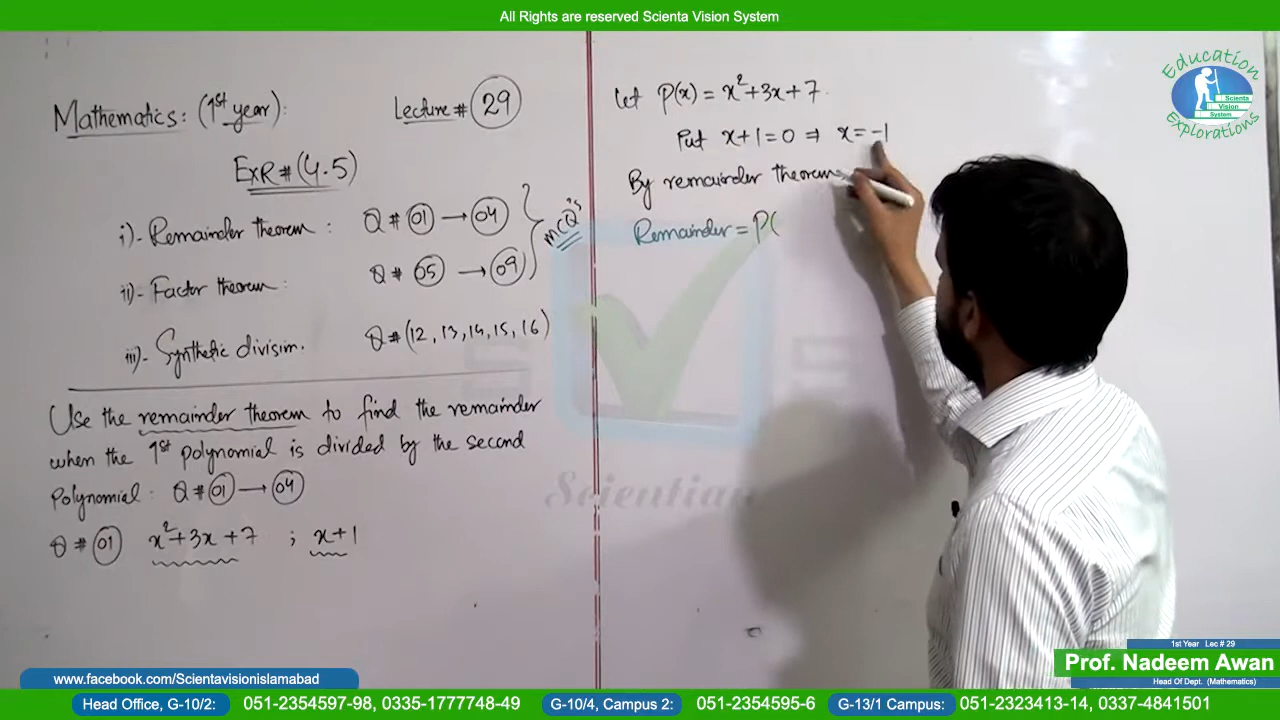 All Rights are reserved Scienta Vision System
Mathematics: (1st year):
Lecture # 29
ExR # (4.5)
i)- Remainder theorem : Q # 01 → 04
ii)- Factor theorem: Q # 05 → 09
MCQ's
iii)- Synthetic division. Q # (12, 13, 14, 15, 16)
Use the remainder theorem to find the remainder
when the 1st polynomial is divided by the second
polynomial: Q # 01 → 04
Q # 01 x²+3x+7 ; x+1
Let P(x) = x²+3x+7.
Put x+1=0 ⇒ x=-1
By remainder theorem
Remainder = P(
Education
Scienta
Vision
System
Explorations
Scientian
1st Year Lec # 29
Prof. Nadeem Awan
Head Of Dept. (Mathematics)
www.facebook.com/Scientavisionislamabad
Head Office, G-10/2: 051-2354597-98, 0335-1777748-49 G-10/4, Campus 2: 051-2354595-6 G-13/1 Campus: 051-2323413-14, 0337-4841501